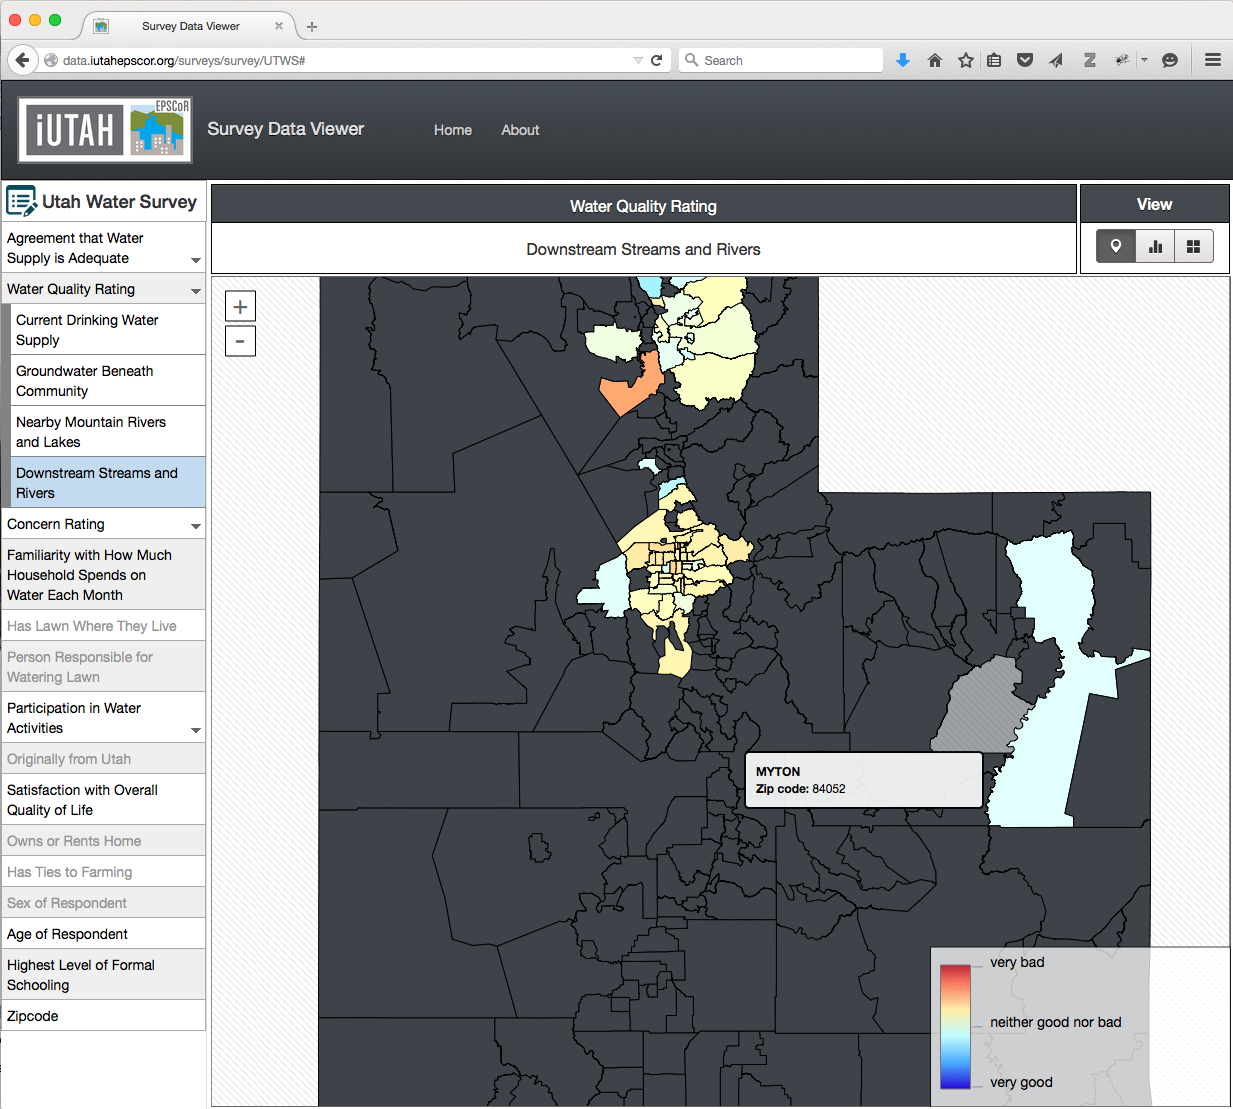 Survey Data Viewer
data.iutahepscor.org/surveys/survey/UTWS#
Search
iUTAH
EPSCoR
Survey Data Viewer
Home
About
Utah Water Survey
Agreement that Water
Supply is Adequate
Water Quality Rating
Current Drinking Water
Supply
Groundwater Beneath
Community
Nearby Mountain Rivers
and Lakes
Downstream Streams and
Rivers
Concern Rating
Familiarity with How Much
Household Spends on
Water Each Month
Has Lawn Where They Live
Person Responsible for
Watering Lawn
Participation in Water
Activities
Originally from Utah
Satisfaction with Overall
Quality of Life
Owns or Rents Home
Has Ties to Farming
Sex of Respondent
Age of Respondent
Highest Level of Formal
Schooling
Zipcode
Water Quality Rating
Downstream Streams and Rivers
View
+
-
MYTON
Zip code: 84052
very bad
neither good nor bad
very good